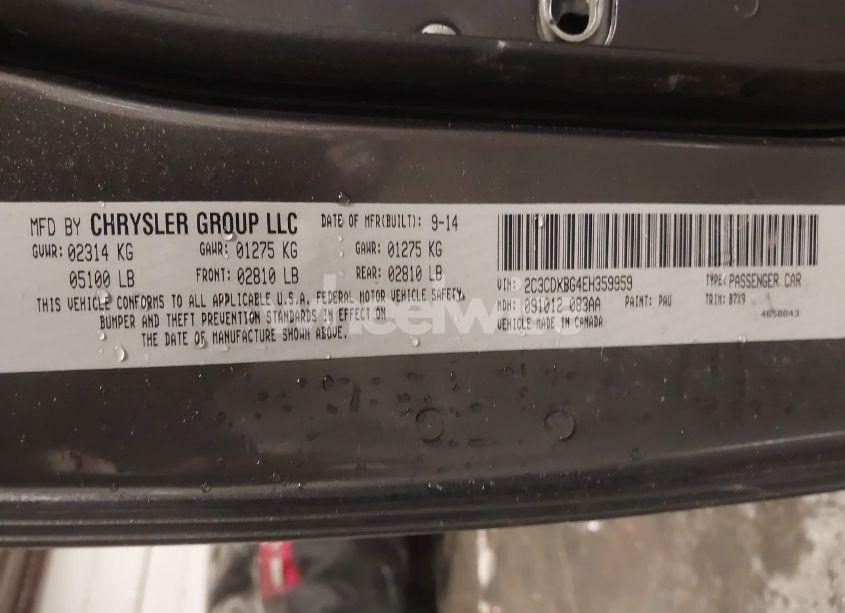 MFD BY CHRYSLER GROUP LLC DATE OF MFR(BUILT): 9-14
GVWR: 02314 KG GAWR: 01275 KG GAWR: 01275 KG
05100 LB FRONT: 02810 LB REAR: 02810 LB
THIS VEHICLE CONFORMS TO ALL APPLICABLE U.S.A. FEDERAL MOTOR VEHICLE SAFETY,
BUMPER AND THEFT PREVENTION STANDARDS IN EFFECT ON
THE DATE OF MANUFACTURE SHOWN ABOVE.
VIN: 2C3CDXBG4EH359959 TYPE: PASSENGER CAR
MDH: 091012 083AA PAINT: PAU TRIM: B7X9
VEHICLE MADE IN CANADA 4658843